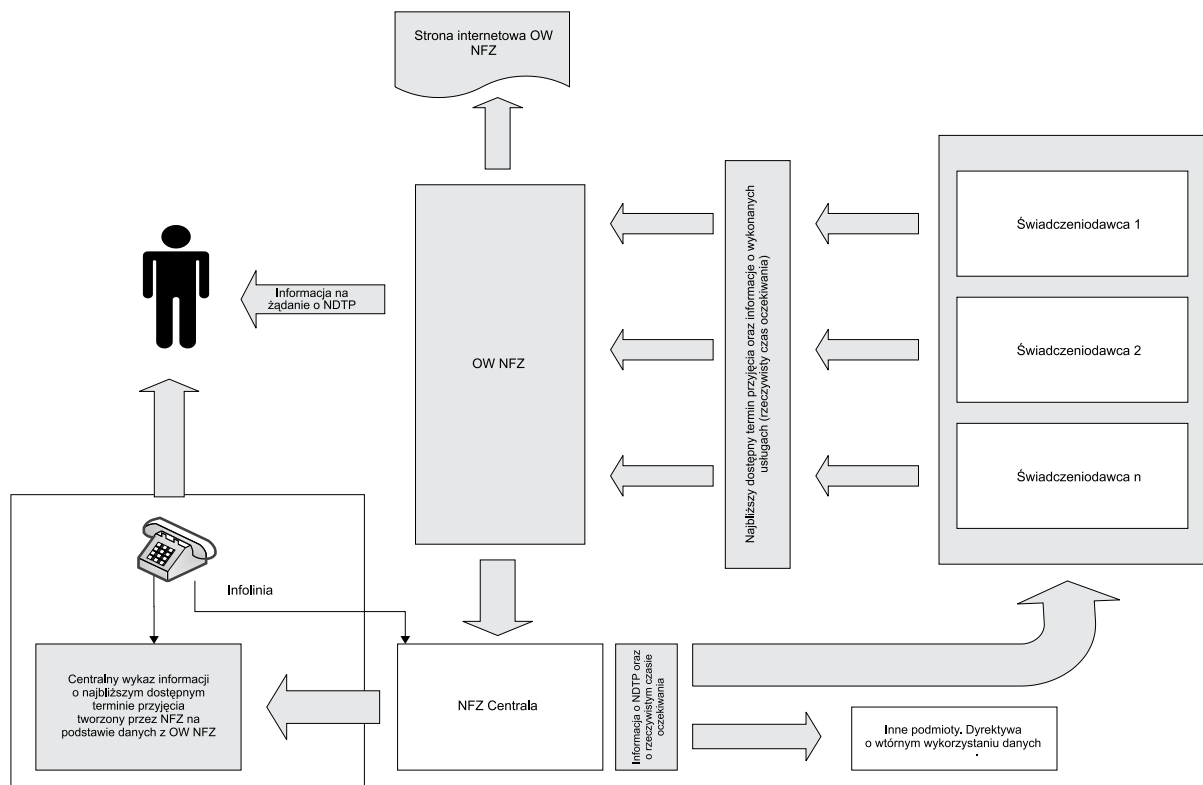 Strona internetowa OW
NFZ
Informacja na
żądanie o NDTP
OW NFZ
Najbliższy dostępny termin przyjęcia oraz informacje o wykonanych
usługach (rzeczywisty czas oczekiwania)
Świadczeniodawca 1
Świadczeniodawca 2
Świadczeniodawca n
Infolinia
Centralny wykaz informacji
o najbliższym dostępnym
terminie przyjęcia
tworzony przez NFZ na
podstawie danych z OW NFZ
NFZ Centrala
Informacja o NDTP oraz
o rzeczywistym czasie
oczekiwania
Inne podmioty. Dyrektywa
o wtórnym wykorzystaniu danych
.